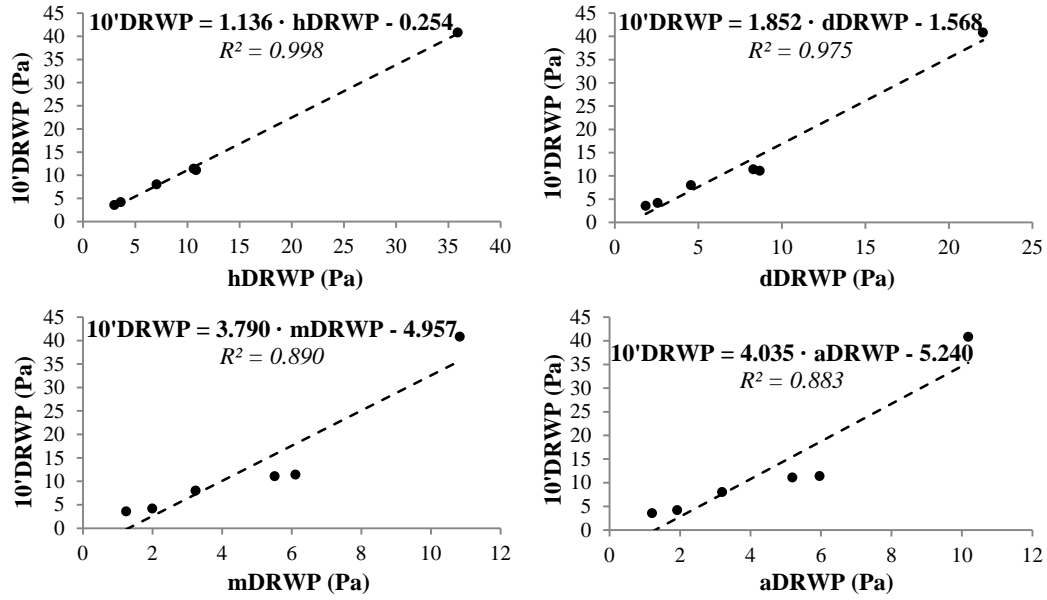 10'DRWP = 1.136 · hDRWP - 0.254
R² = 0.998
10'DRWP (Pa)
45
40
35
30
25
20
15
10
5
0
0 5 10 15 20 25 30 35 40
hDRWP (Pa)
10'DRWP = 1.852 · dDRWP - 1.568
R² = 0.975
10'DRWP (Pa)
45
40
35
30
25
20
15
10
5
0
0 5 10 15 20 25
dDRWP (Pa)
10'DRWP = 3.790 · mDRWP - 4.957
R² = 0.890
10'DRWP (Pa)
45
40
35
30
25
20
15
10
5
0
0 2 4 6 8 10 12
mDRWP (Pa)
10'DRWP = 4.035 · aDRWP - 5.240
R² = 0.883
10'DRWP (Pa)
45
40
35
30
25
20
15
10
5
0
0 2 4 6 8 10 12
aDRWP (Pa)